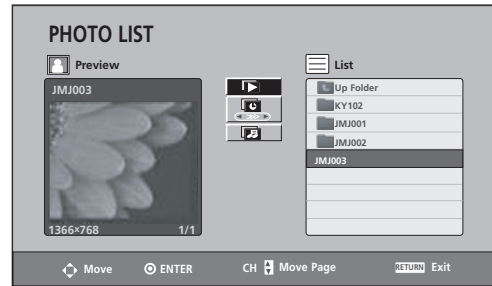 PHOTO LIST
Preview
JMJ003
1366×768 1/1
List
Up Folder
KY102
JMJ001
JMJ002
JMJ003
Move ENTER CH Move Page RETURN Exit